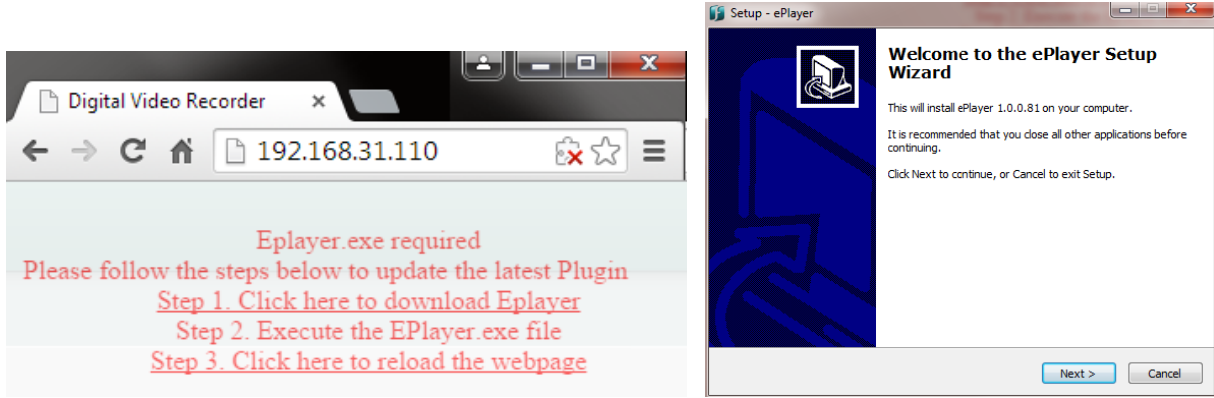 Digital Video Recorder
192.168.31.110
Eplayer.exe required
Please follow the steps below to update the latest Plugin
Step 1. Click here to download Eplayer
Step 2. Execute the EPlayer.exe file
Step 3. Click here to reload the webpage
Setup - ePlayer
Welcome to the ePlayer Setup
Wizard
This will install ePlayer 1.0.0.81 on your computer.
It is recommended that you close all other applications before
continuing.
Click Next to continue, or Cancel to exit Setup.
Next >
Cancel